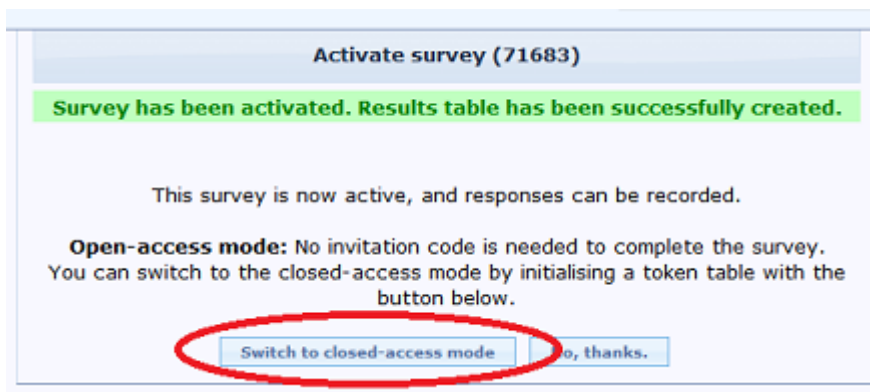 Activate survey (71683)
Survey has been activated. Results table has been successfully created.
This survey is now active, and responses can be recorded.
Open-access mode: No invitation code is needed to complete the survey.
You can switch to the closed-access mode by initialising a token table with the
button below.
Switch to closed-access mode
No, thanks.